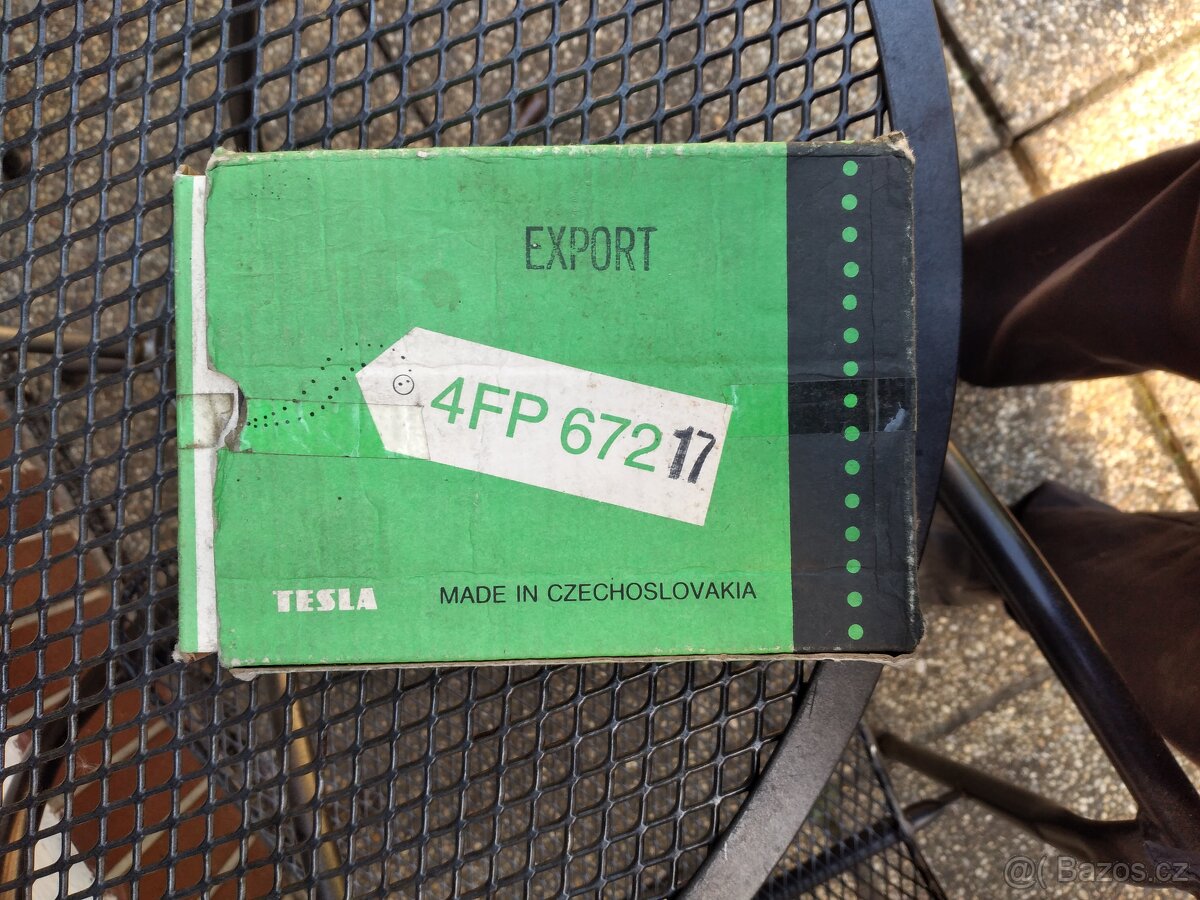 EXPORT
4FP 672 17
TESLA
MADE IN CZECHOSLOVAKIA
@( Bazos.cz